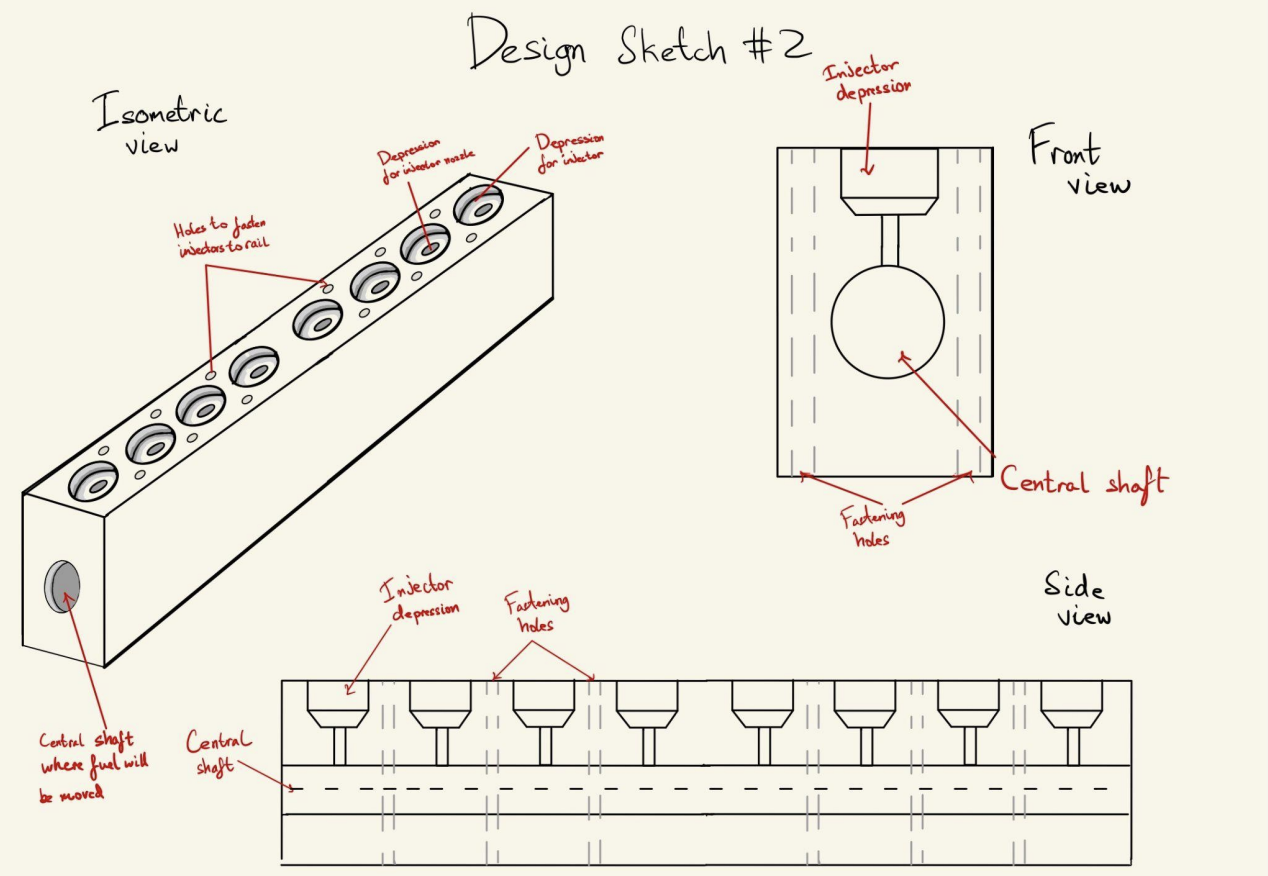 Design Sketch #2
Isometric
view
Depression
for injector nozzle
Depression
for injector
Holes to fasten
injectors to rail
Central shaft
where fuel will
be moved
Injector
depression
Front
view
Central shaft
Fastening
holes
Side
view
Injector
depression
Fastening
holes
Central
shaft